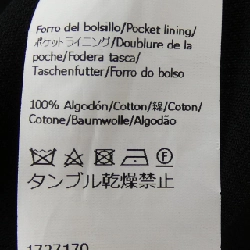 Forro del bolsillo/Pocket lining/
ポケットライニング/Doublure de la
poche/Fodera tasca/
Taschenfutter/Forro do bolso
100% Algodón/Cotton/綿/Coton/
Cotone/Baumwolle/Algodão
タンブル乾燥禁止